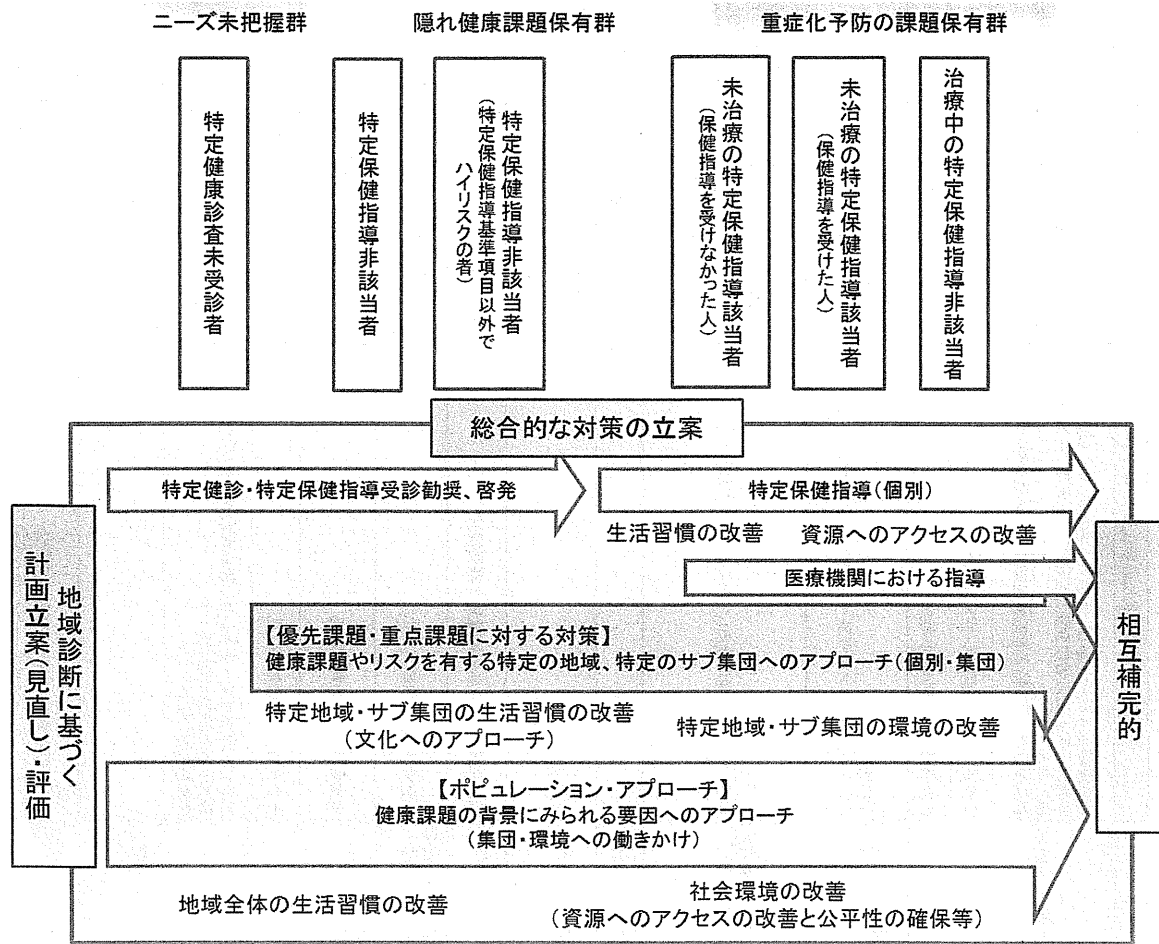 ニーズ未把握群
隠れ健康課題保有群
重症化予防の課題保有群
特定健康診査未受診者
特定保健指導非該当者
特定保健指導非該当者
(特定保健指導基準項目以外で
ハイリスクの者)
未治療の特定保健指導該当者
(保健指導を受けなかった人)
未治療の特定保健指導該当者
(保健指導を受けた人)
治療中の特定保健指導非該当者
総合的な対策の立案
特定健診・特定保健指導受診勧奨、啓発
特定保健指導(個別)
生活習慣の改善
資源へのアクセスの改善
医療機関における指導
地域診断に基づく
計画立案(見直し)・評価
【優先課題・重点課題に対する対策】
健康課題やリスクを有する特定の地域、特定のサブ集団へのアプローチ(個別・集団)
相互補完的
特定地域・サブ集団の生活習慣の改善
(文化へのアプローチ)
特定地域・サブ集団の環境の改善
【ポピュレーション・アプローチ】
健康課題の背景にみられる要因へのアプローチ
(集団・環境への働きかけ)
地域全体の生活習慣の改善
社会環境の改善
(資源へのアクセスの改善と公平性の確保等)